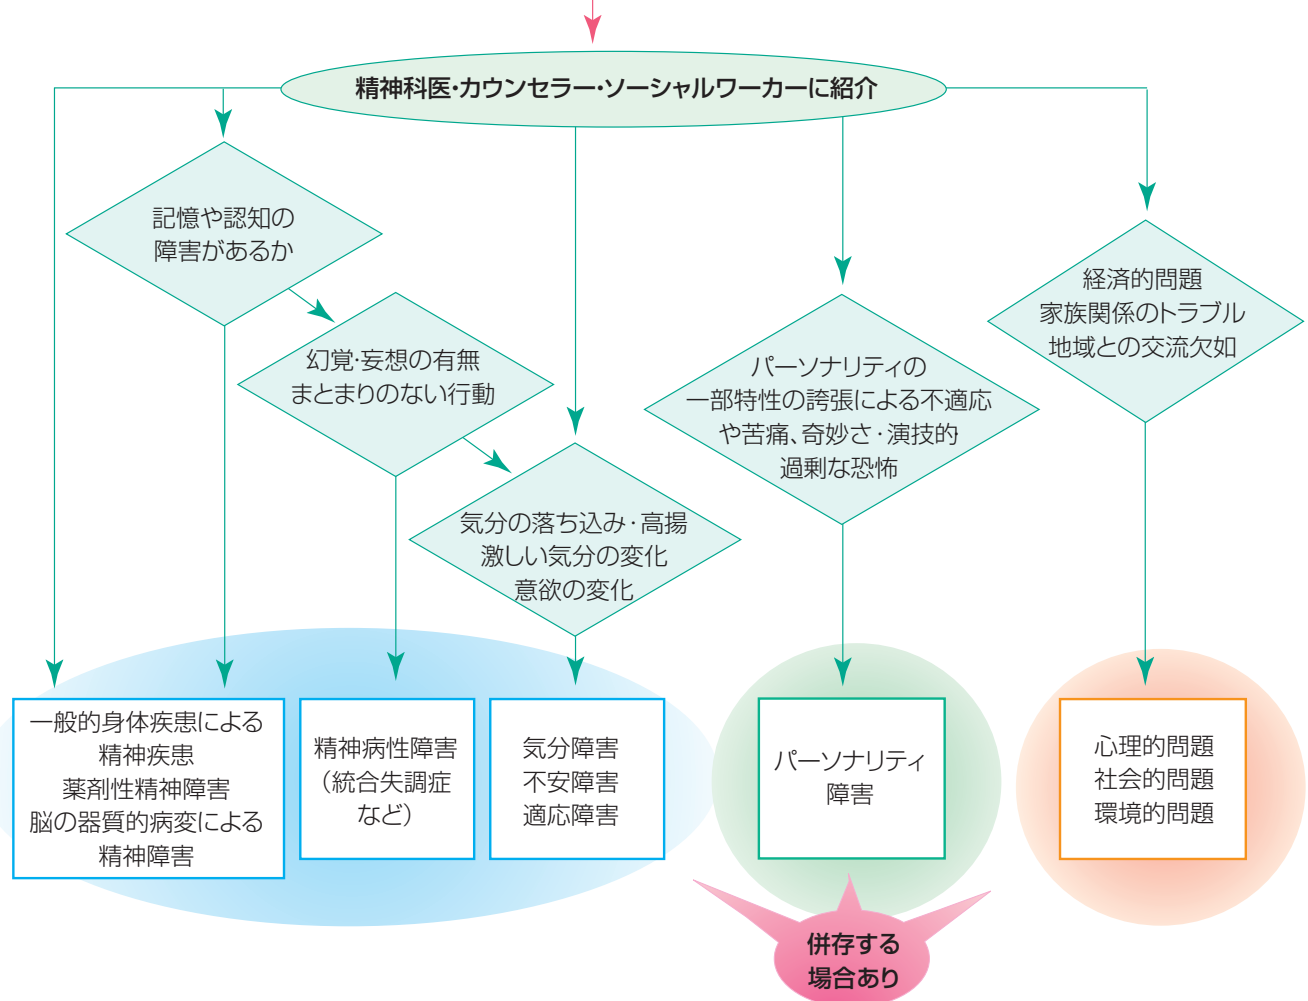 精神科医・カウンセラー・ソーシャルワーカーに紹介
記憶や認知の
障害があるか
幻覚・妄想の有無
まとまりのない行動
気分の落ち込み・高揚
激しい気分の変化
意欲の変化
パーソナリティの
一部特性の誇張による不適応
や苦痛、奇妙さ・演技的
過剰な恐怖
経済的問題
家族関係のトラブル
地域との交流欠如
一般的身体疾患による
精神疾患
薬剤性精神障害
脳の器質的病変による
精神障害
精神病性障害
（統合失調症
など）
気分障害
不安障害
適応障害
パーソナリティ
障害
心理的問題
社会的問題
環境的問題
併存する
場合あり